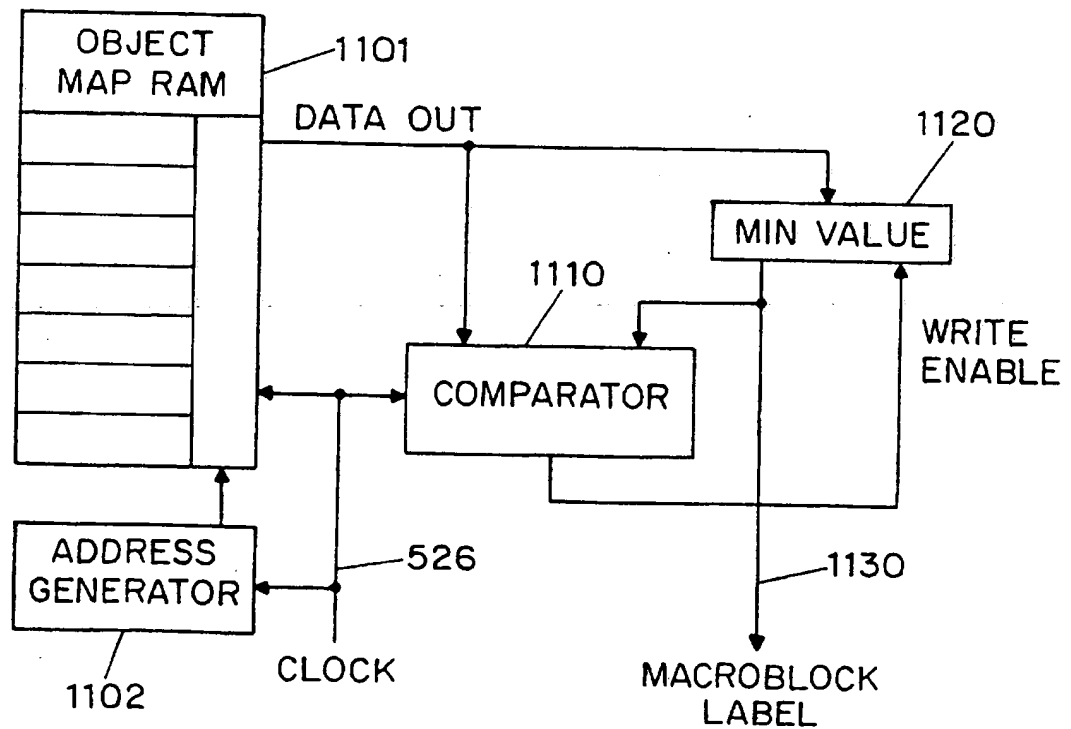 OBJECT
MAP RAM
1101
DATA OUT
1120
MIN VALUE
1110
WRITE
ENABLE
COMPARATOR
ADDRESS
GENERATOR
526
1130
CLOCK
1102
MACROBLOCK
LABEL